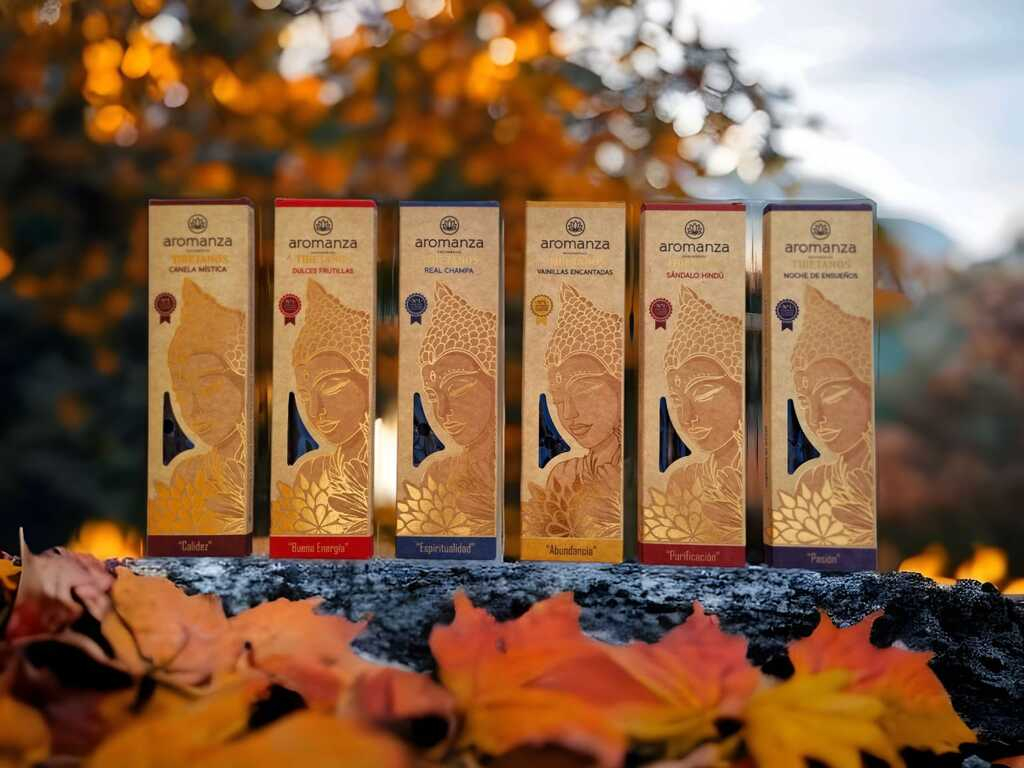 aromanza
TIBETANOS
CANELA MÍSTICA
"Calidez"
aromanza
TIBETANOS
DULCES FRUTILLAS
"Buena Energía"
aromanza
TIBETANOS
REAL CHAMPA
"Espiritualidad"
aromanza
TIBETANOS
VAINILLAS ENCANTADAS
"Abundancia"
aromanza
SÁNDALO HINDÚ
"Purificación"
aromanza
TIBETANOS
NOCHE DE ENSUEÑOS
"Pasión"